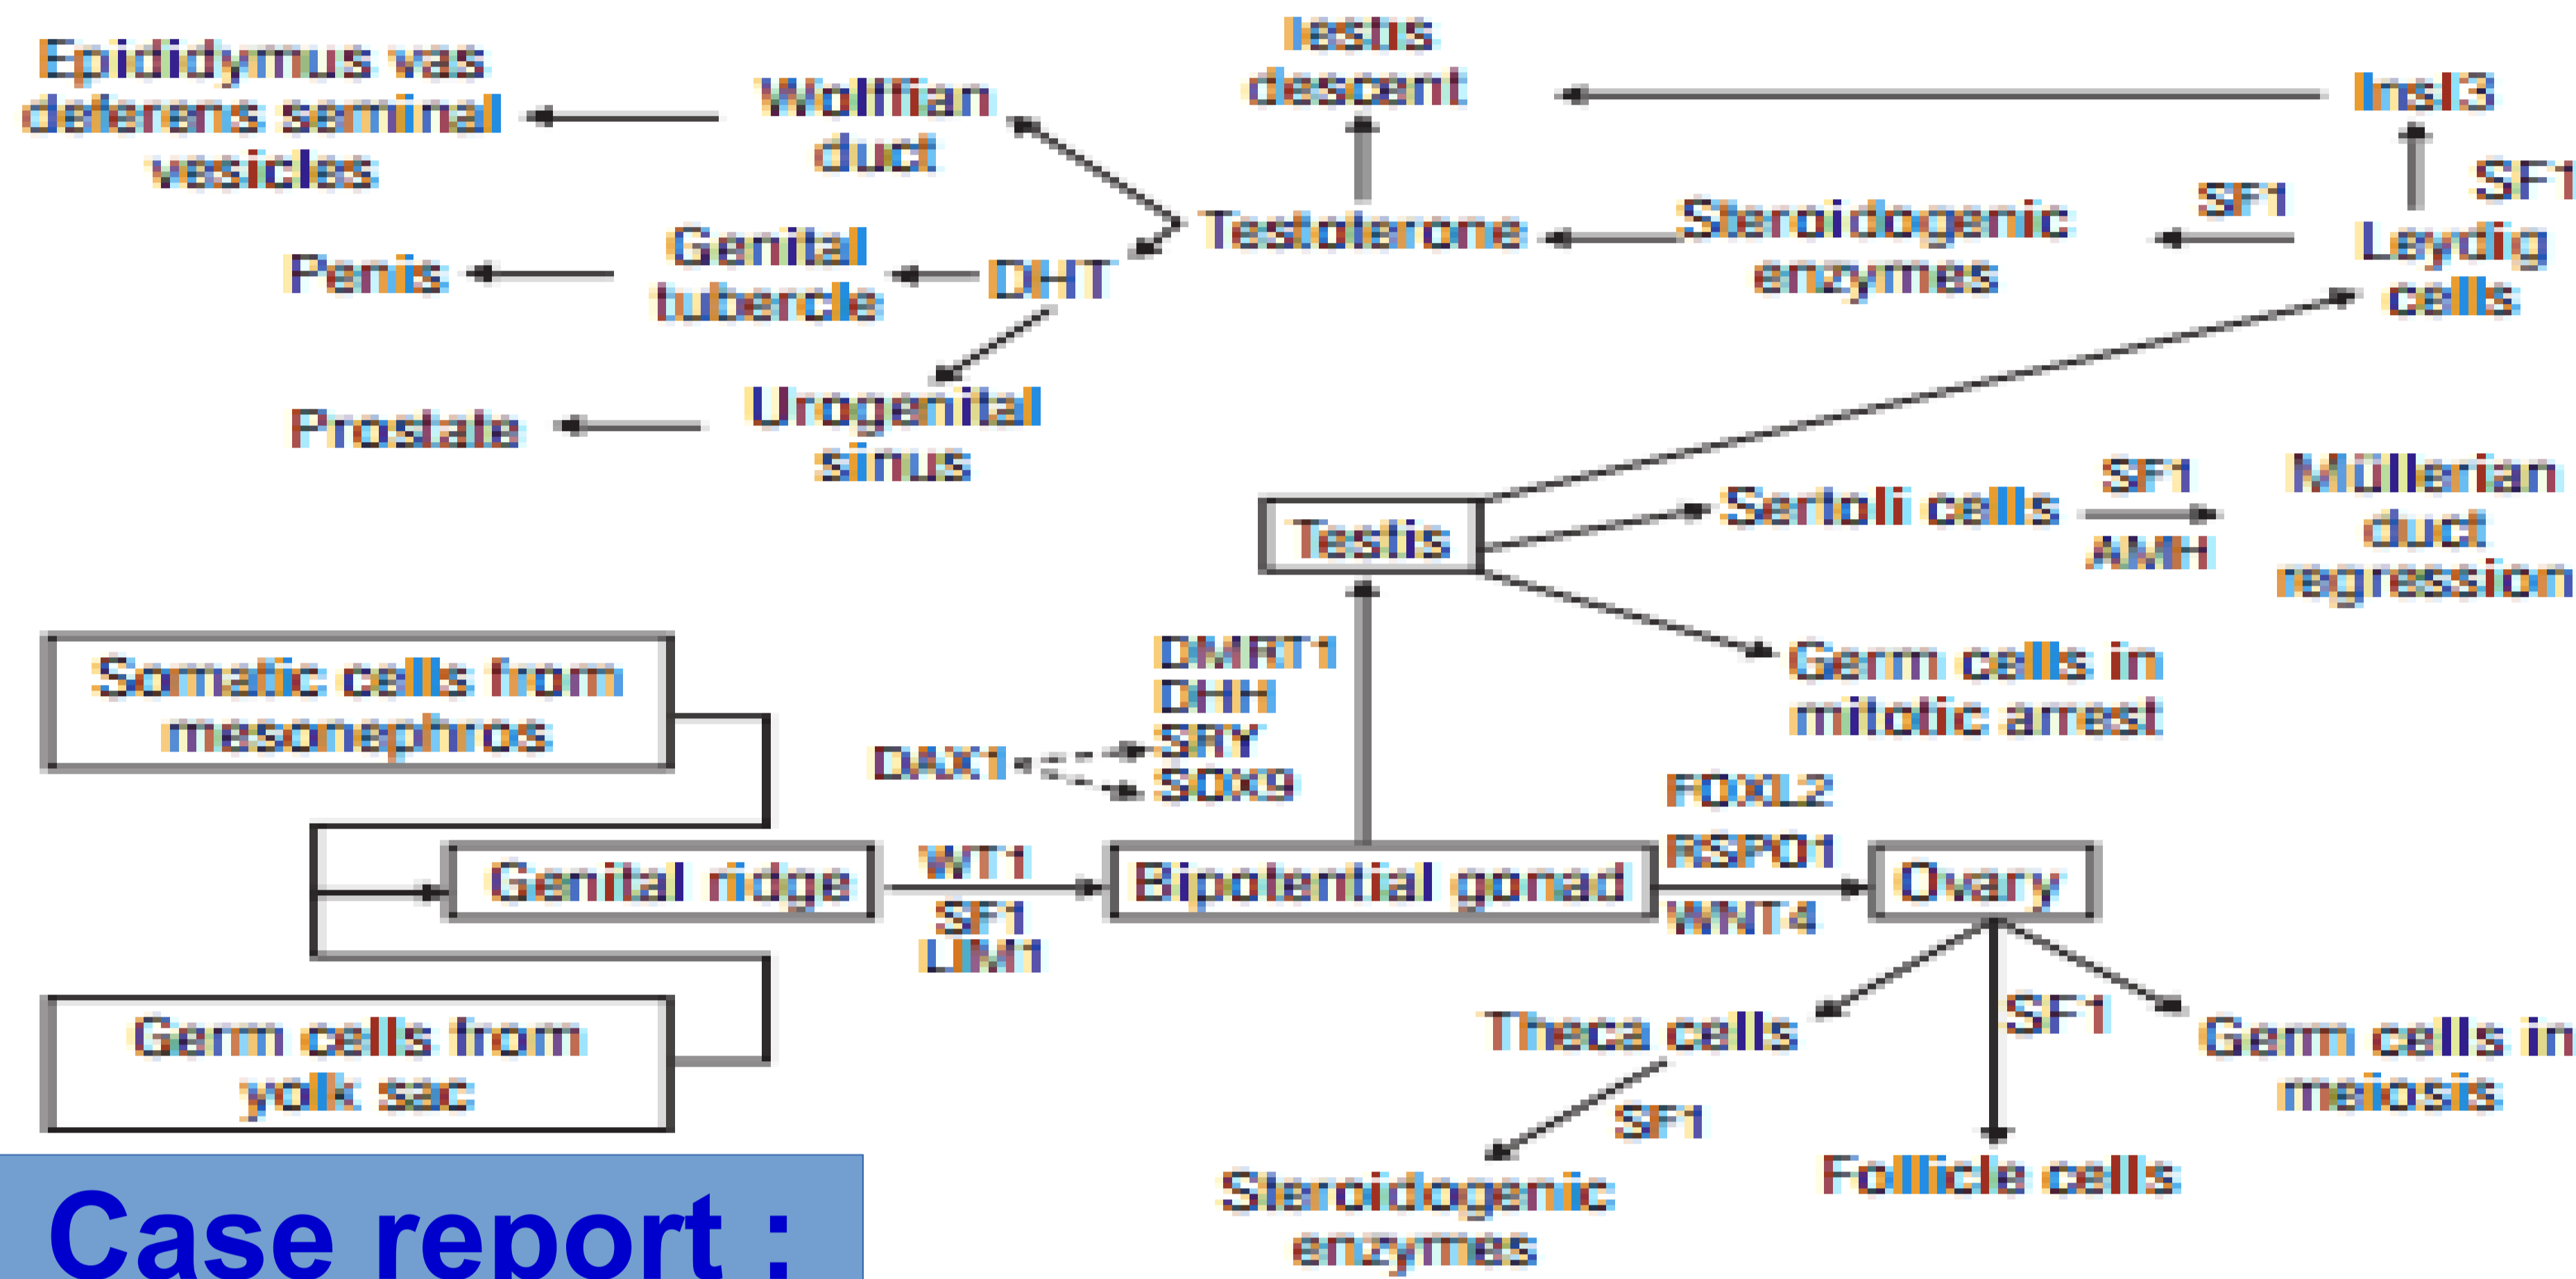 Epididymus vas
deferens seminal
vesicles
Wolffian
duct
Testis
descent
Insl3
SF1
SF1
Testoterone
Steroidogenic
enzymes
Leydig
cells
Penis
Genital
tubercle
DHT
Prostate
Urogenital
sinus
Testis
Sertoli cells
SF1
AMH
Müllerian
duct
regression
Germ cells in
mitotic arrest
Somatic cells from
mesonephros
DMRT1
DHH
SRY
SOX9
DAX1
FOXL2
RSPO1
WNT4
Genital ridge
WT1
SF1
LIM1
Bipotential gonad
Ovary
Germ cells from
yolk sac
Theca cells
SF1
Germ cells in
meiosis
SF1
Steroidogenic
enzymes
Follicle cells
Case report :